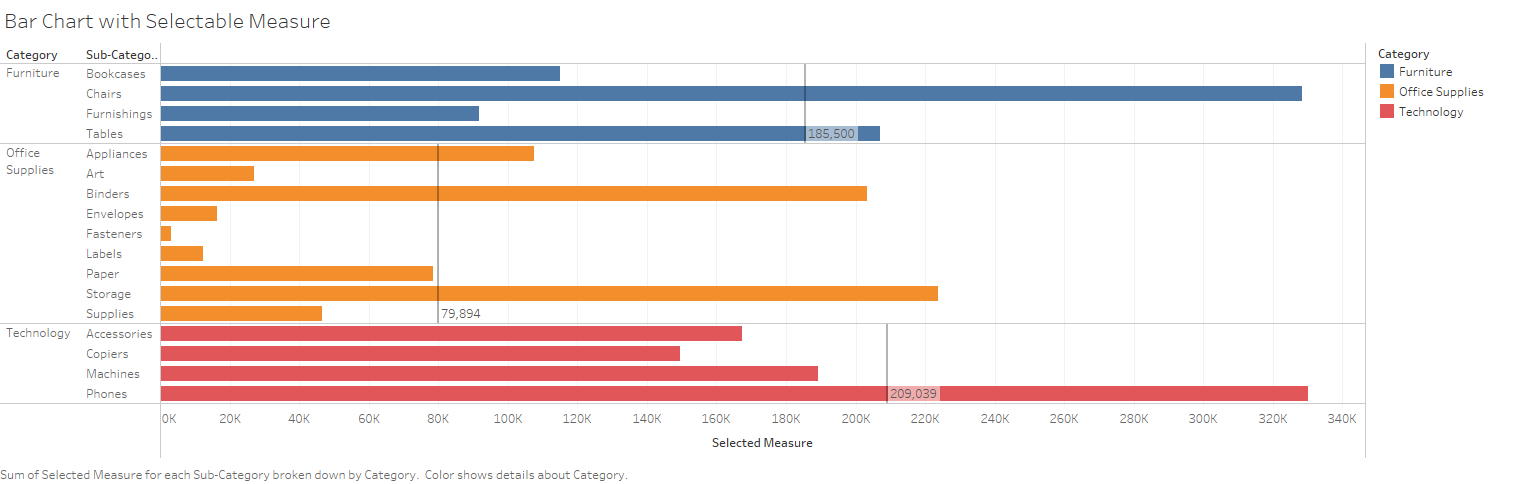 Bar Chart with Selectable Measure
Category Sub-Catego.. Category
Furniture Bookcases Furniture
Chairs Office Supplies
Furnishings Technology
Tables 185,500
Office Supplies Appliances
Art
Binders
Envelopes
Fasteners
Labels
Paper
Storage
Supplies 79,894
Technology Accessories
Copiers
Machines
Phones 209,039
0K 20K 40K 60K 80K 100K 120K 140K 160K 180K 200K 220K 240K 260K 280K 300K 320K 340K
Selected Measure
Sum of Selected Measure for each Sub-Category broken down by Category.  Color shows details about Category.